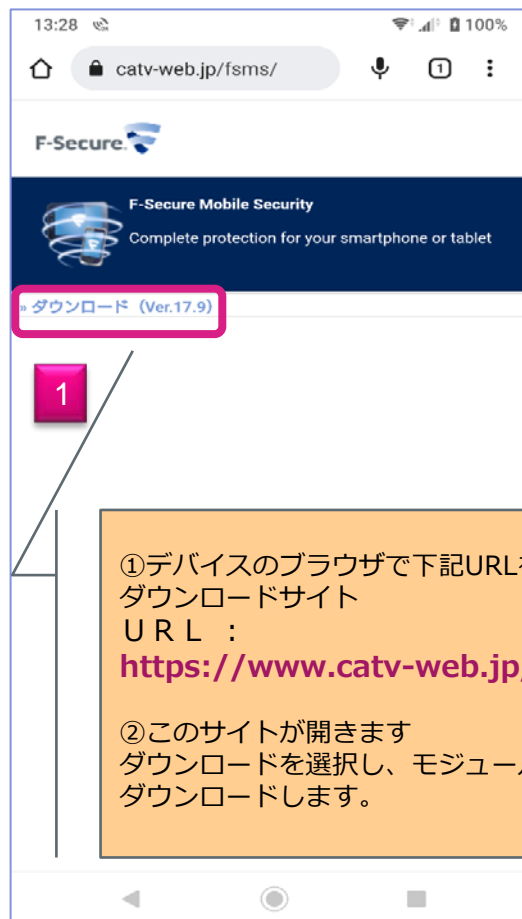 13:28
100%
catv-web.jp/fsms/
1
F-Secure.
F-Secure Mobile Security
Complete protection for your smartphone or tablet
» ダウンロード（Ver.17.9）
1
①デバイスのブラウザで下記URL
ダウンロードサイト
ＵＲＬ ：
https://www.catv-web.jp
②このサイトが開きます
ダウンロードを選択し、モジュー
ダウンロードします。